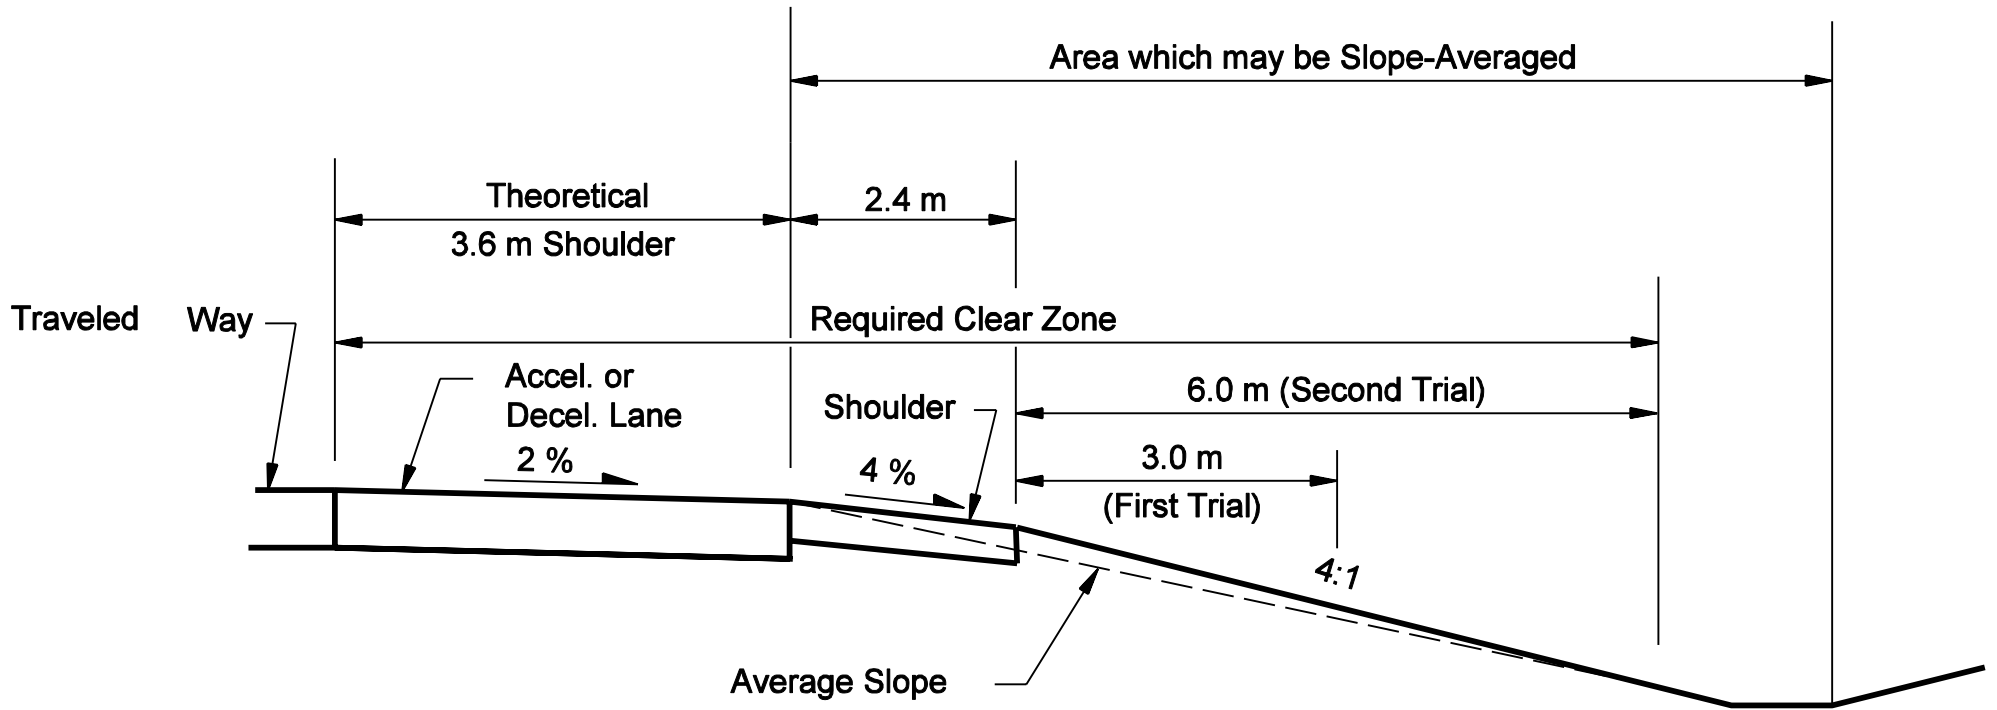 Area which may be Slope-Averaged
Theoretical
3.6 m Shoulder
2.4 m
Traveled Way
Required Clear Zone
Accel. or
Decel. Lane
2 %
Shoulder
4 %
6.0 m (Second Trial)
3.0 m
(First Trial)
4:1
Average Slope